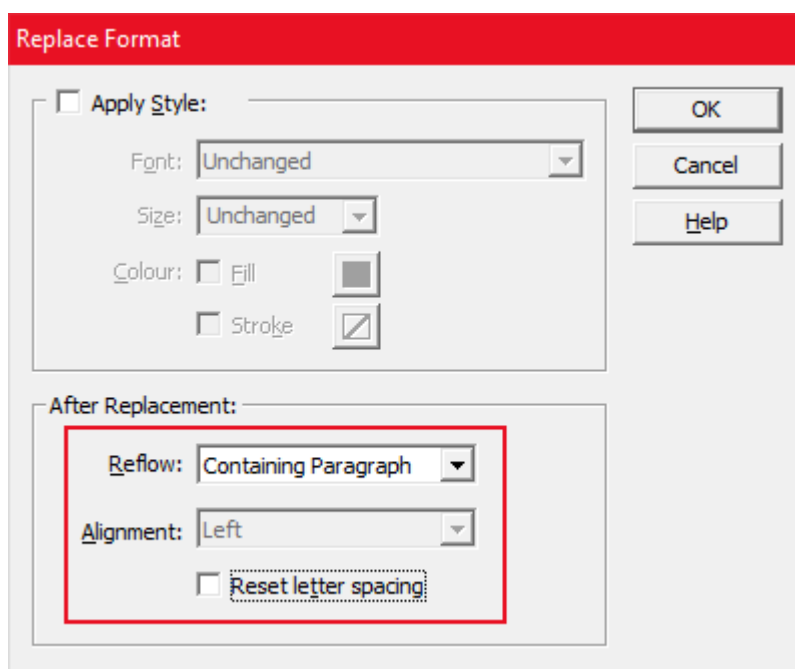 Replace Format
Apply Style:
Font: Unchanged
Size: Unchanged
Colour: Fill
Stroke
OK
Cancel
Help
After Replacement:
Reflow: Containing Paragraph
Alignment: Left
Reset letter spacing